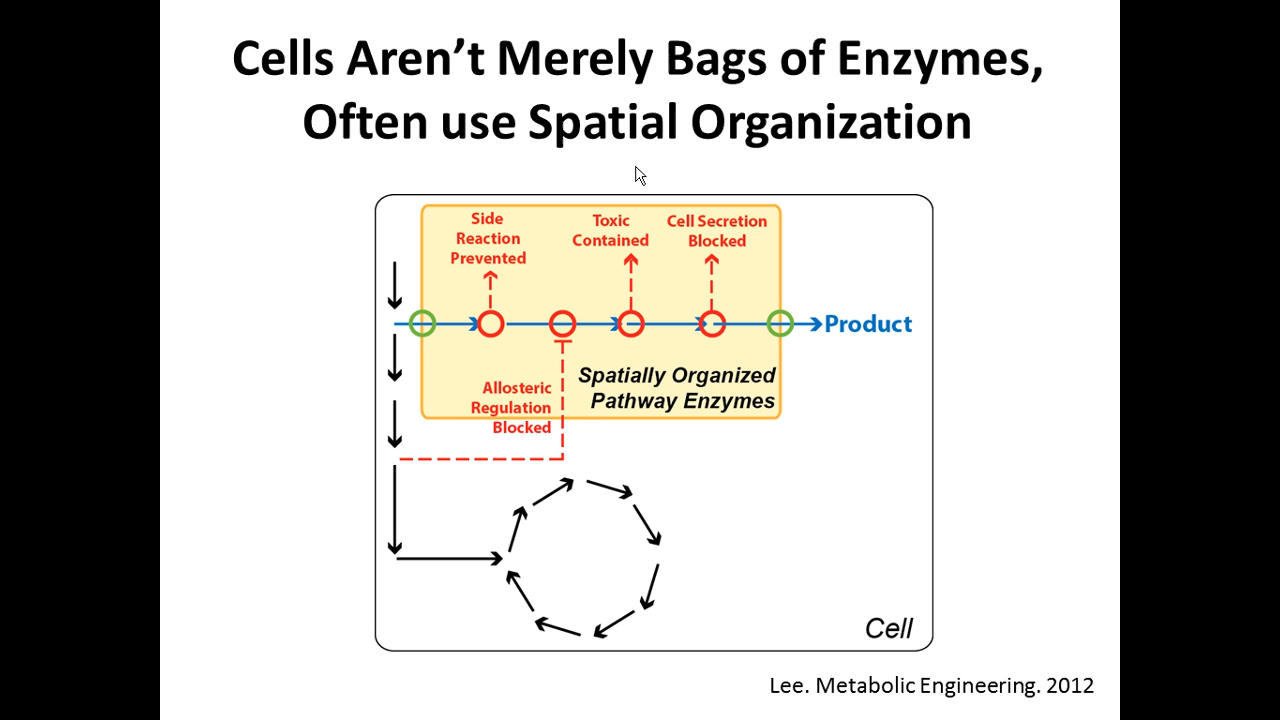 Cells Aren't Merely Bags of Enzymes,
Often use Spatial Organization
Side
Reaction
Prevented
Toxic
Contained
Cell Secretion
Blocked
Product
Allosteric
Regulation
Blocked
Spatially Organized
Pathway Enzymes
Cell
Lee. Metabolic Engineering. 2012